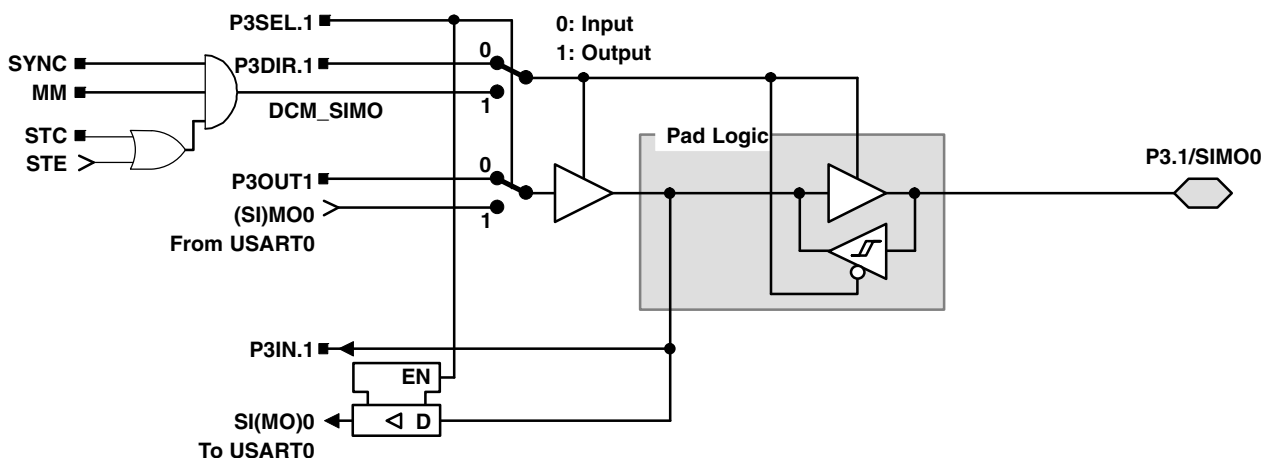 P3SEL.1
0: Input
1: Output
SYNC
P3DIR.1
0
MM
1
DCM_SIMO
STC
STE
Pad Logic
P3.1/SIMO0
0
P3OUT1
(SI)MO0
1
From USART0
P3IN.1
EN
SI(MO)0
D
To USART0